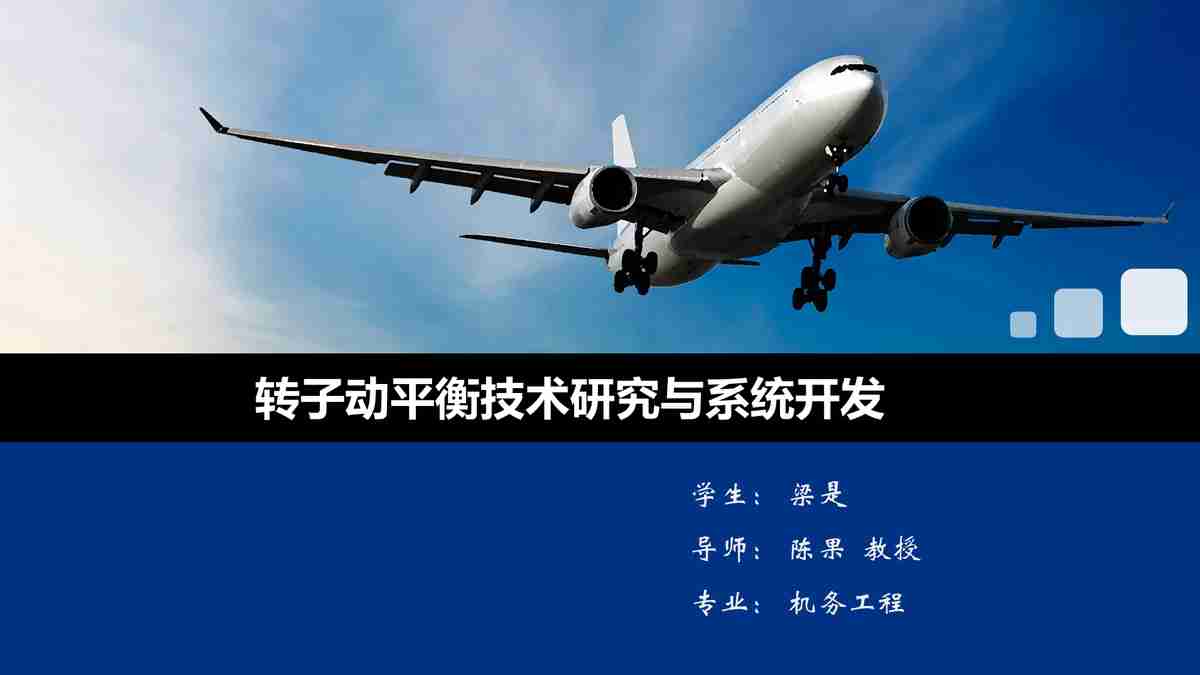 转子动平衡技术研究与系统开发
学生： 梁是
导师： 陈果 教授
专业： 机务工程